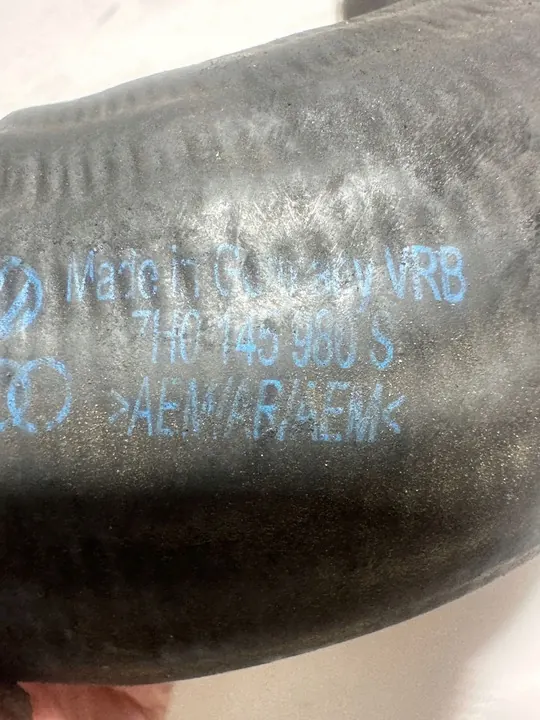 Made in Germany VRB
7H0 145 980 S
>AEM/AR/AEM<